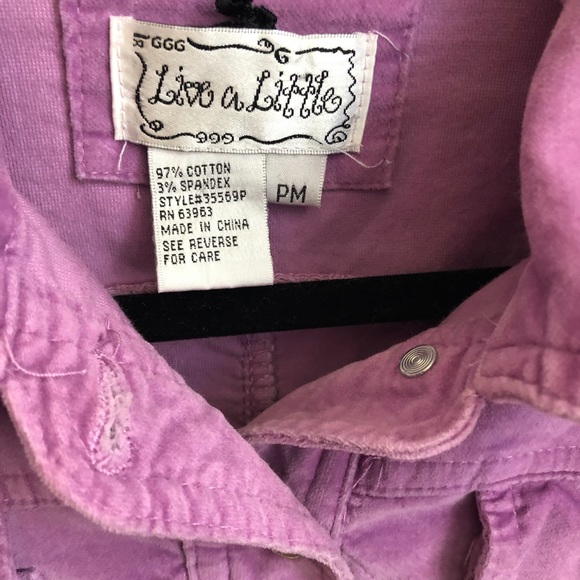 GGG G
Live a Little
ggg
97% COTTON
3% SPANDEX
STYLE#35569P
RN 63963
MADE IN CHINA
SEE REVERSE
FOR CARE
PM